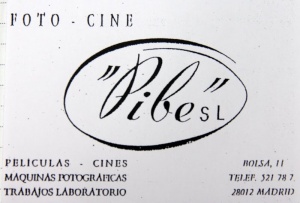 FOTO - CINE
"Pibe" SL
PELICULAS - CINES
MAQUINAS FOTOGRAFICAS
TRABAJOS LABORATORIO
BOLSA, 11
TELEF. 521 78 7
28012 MADRID